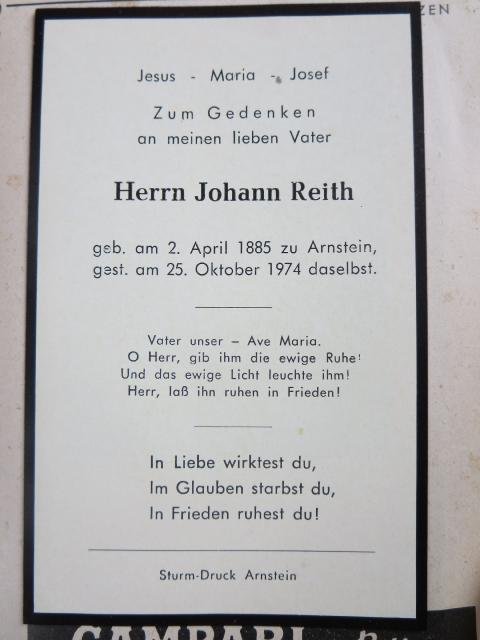 ZEN
Jesus - Maria - Josef
Zum Gedenken
an meinen lieben Vater
Herrn Johann Reith
geb. am 2. April 1885 zu Arnstein,
gest. am 25. Oktober 1974 daselbst.
Vater unser – Ave Maria.
O Herr, gib ihm die ewige Ruhe!
Und das ewige Licht leuchte ihm!
Herr, laß ihn ruhen in Frieden!
In Liebe wirktest du,
Im Glauben starbst du,
In Frieden ruhest du!
Sturm-Druck Arnstein
CAMPARI